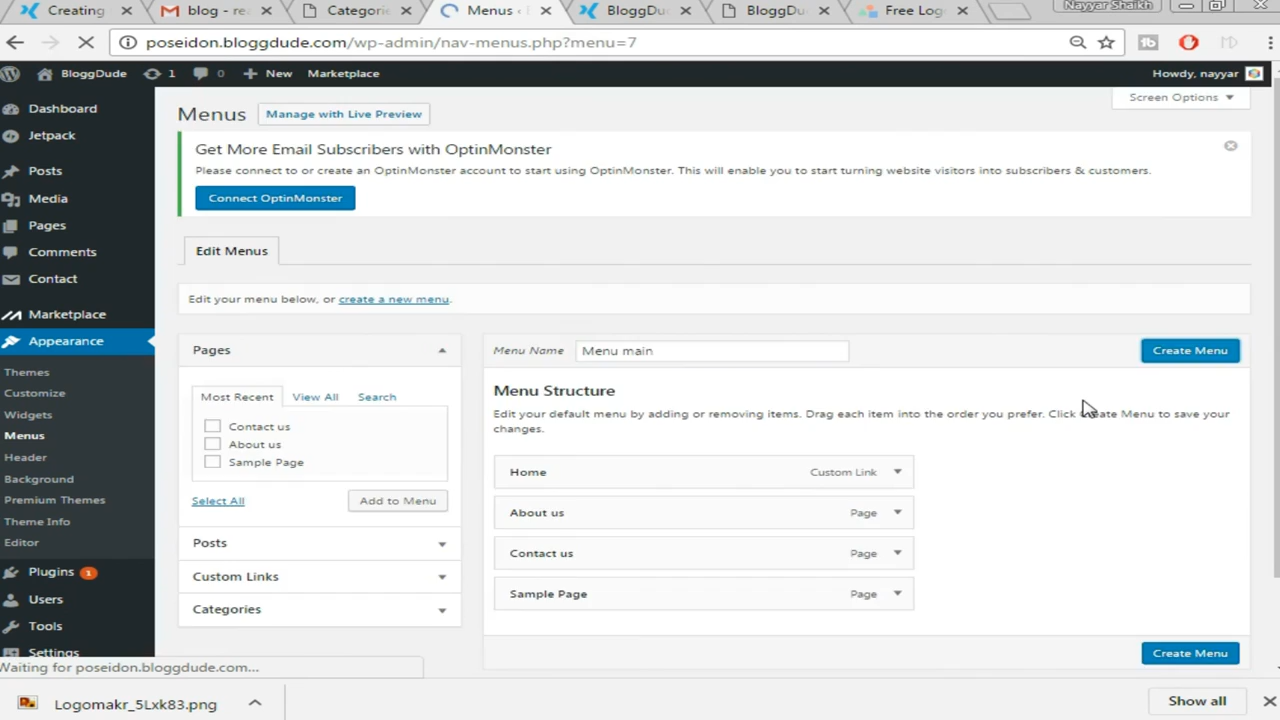 Creating
blog - re
Categorie
Menus ‹
BloggDu
BloggDu
Free Log
Nayyar Shaikh
poseidon.bloggdude.com/wp-admin/nav-menus.php?menu=7
BloggDude 1 0 New Marketplace Howdy, nayyar
Screen Options
Dashboard
Jetpack
Posts
Media
Pages
Comments
Contact
Marketplace
Appearance
Themes
Customize
Widgets
Menus
Header
Background
Premium Themes
Theme Info
Editor
Plugins 1
Users
Tools
Settings
Menus Manage with Live Preview
Get More Email Subscribers with OptinMonster
Please connect to or create an OptinMonster account to start using OptinMonster. This will enable you to start turning website visitors into subscribers & customers.
Connect OptinMonster
Edit Menus
Edit your menu below, or create a new menu.
Pages
Most Recent View All Search
Contact us
About us
Sample Page
Select All Add to Menu
Posts
Custom Links
Categories
Menu Name Menu main Create Menu
Menu Structure
Edit your default menu by adding or removing items. Drag each item into the order you prefer. Click Create Menu to save your
changes.
Home Custom Link
About us Page
Contact us Page
Sample Page Page
Create Menu
Waiting for poseidon.bloggdude.com...
Logomakr_5Lxk83.png
Show all